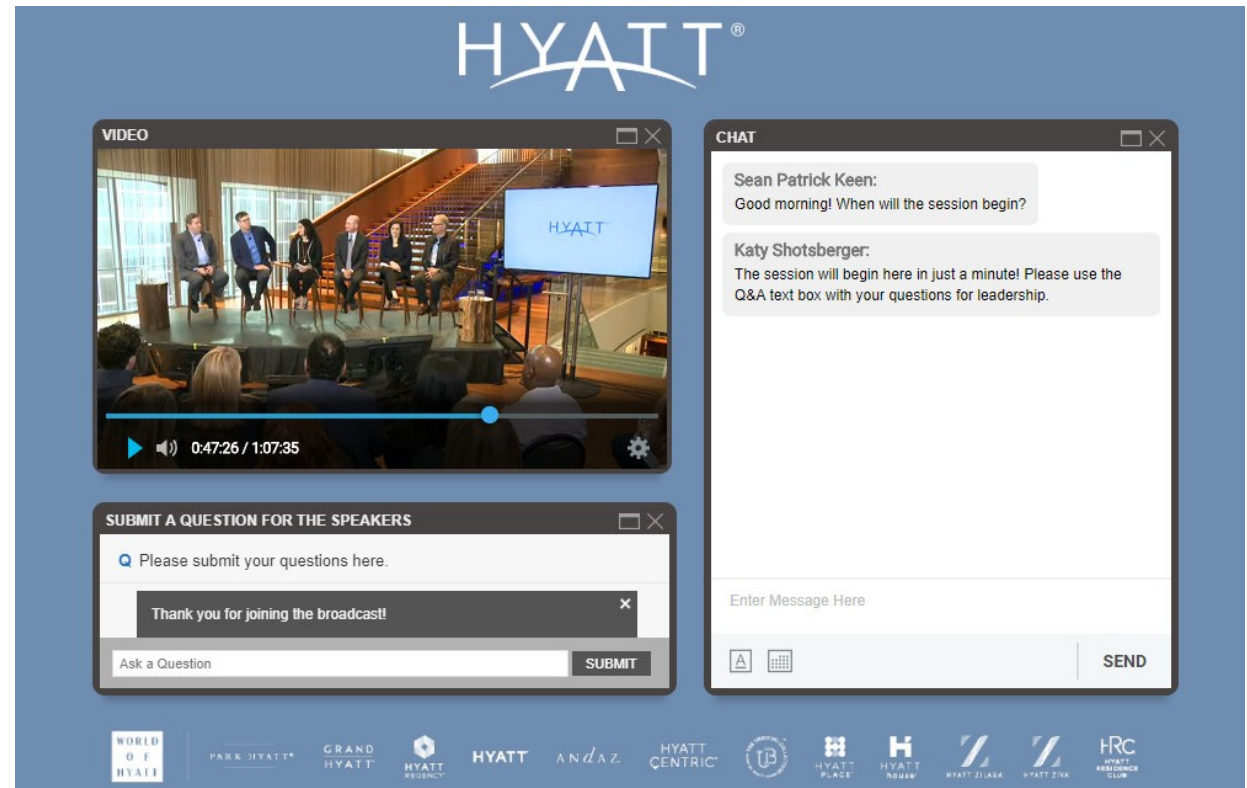 HYATT®
VIDEO
HYATT
0:47:26 / 1:07:35
SUBMIT A QUESTION FOR THE SPEAKERS
Q Please submit your questions here.
Thank you for joining the broadcast!
Ask a Question
SUBMIT
CHAT
Sean Patrick Keen:
Good morning! When will the session begin?
Katy Shotsberger:
The session will begin here in just a minute! Please use the
Q&A text box with your questions for leadership.
Enter Message Here
A
SEND
WORLD
OF
HYATT
PARK HYATT®
GRAND
HYATT
HYATT
REGENCY
HYATT
ANdAZ
HYATT
CENTRIC
UB
HYATT
PLACE
HYATT
house
HYATT ZILARA
HYATT ZIVA
HRC
HYATT
RESIDENCE
CLUB